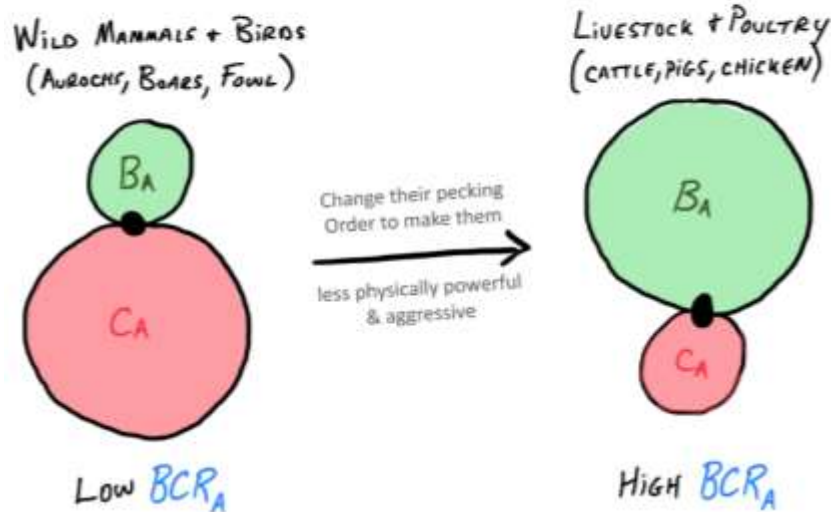 WILD MAMMALS + BIRDS
(AUROCHS, BOARS, FOWL)
BA
CA
LOW BCRA
Change their pecking
Order to make them
less physically powerful
& aggressive
LIVESTOCK + POULTRY
(CATTLE, PIGS, CHICKEN)
BA
CA
HIGH BCRA